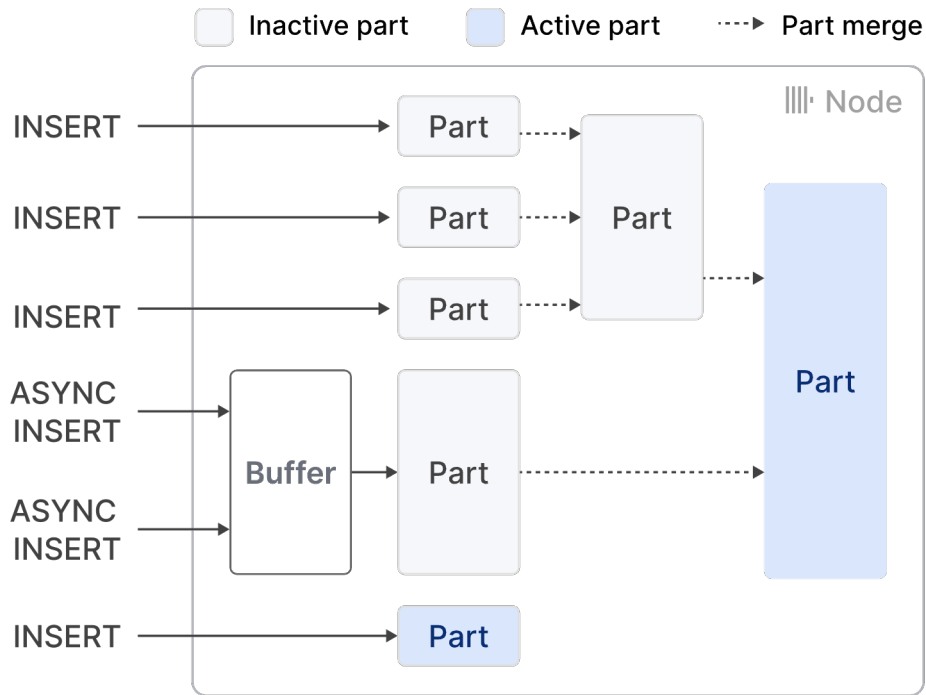 Inactive part
Active part
Part merge
Node
INSERT
Part
INSERT
Part
Part
INSERT
Part
Part
ASYNC
INSERT
Buffer
Part
ASYNC
INSERT
INSERT
Part